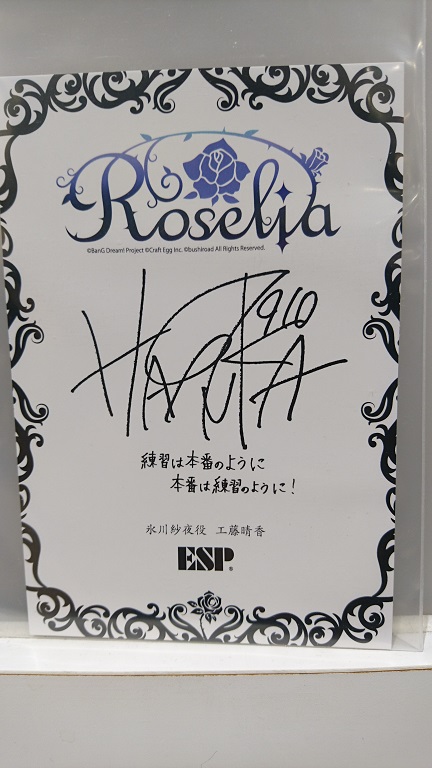 Roselia
©BanG Dream! Project ©Craft Egg Inc. ©bushiroad All Rights Reserved.
HARUKA 910
練習は本番のように
本番は練習のように!
氷川紗夜役 工藤晴香
ESP®